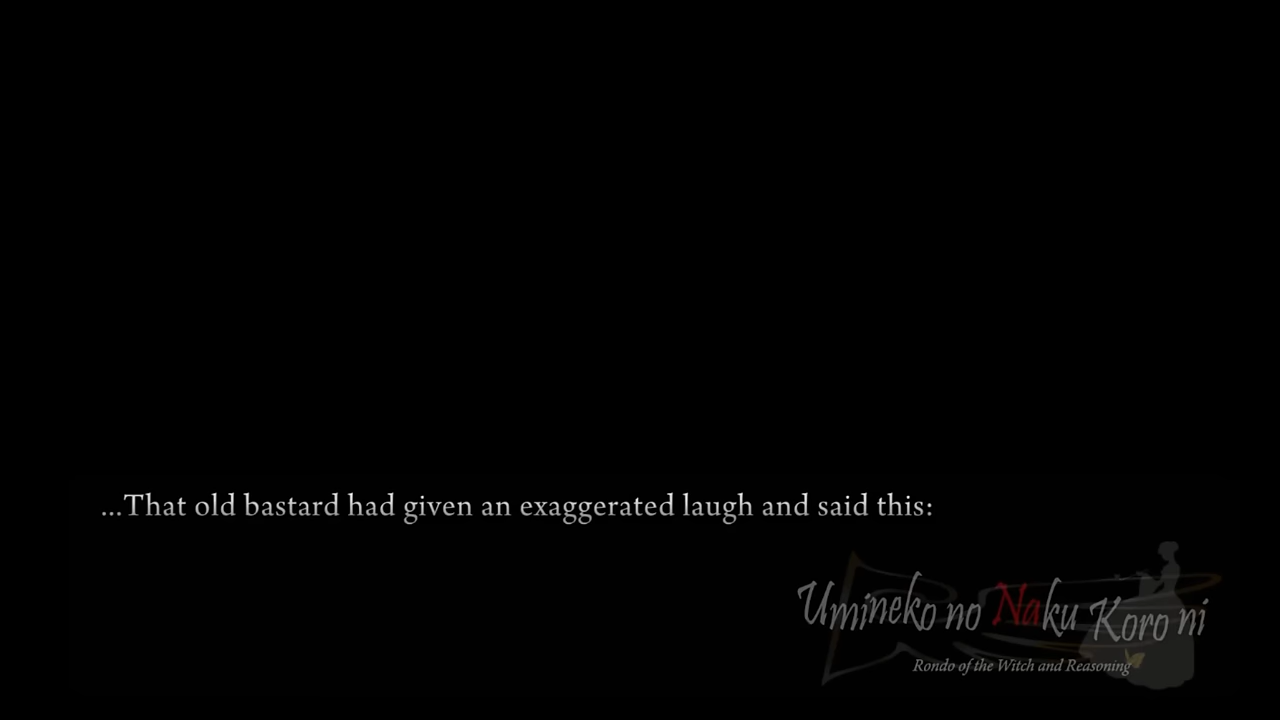 ...That old bastard had given an exaggerated laugh and said this:
Umineko no Naku Koro ni
Rondo of the Witch and Reasoning